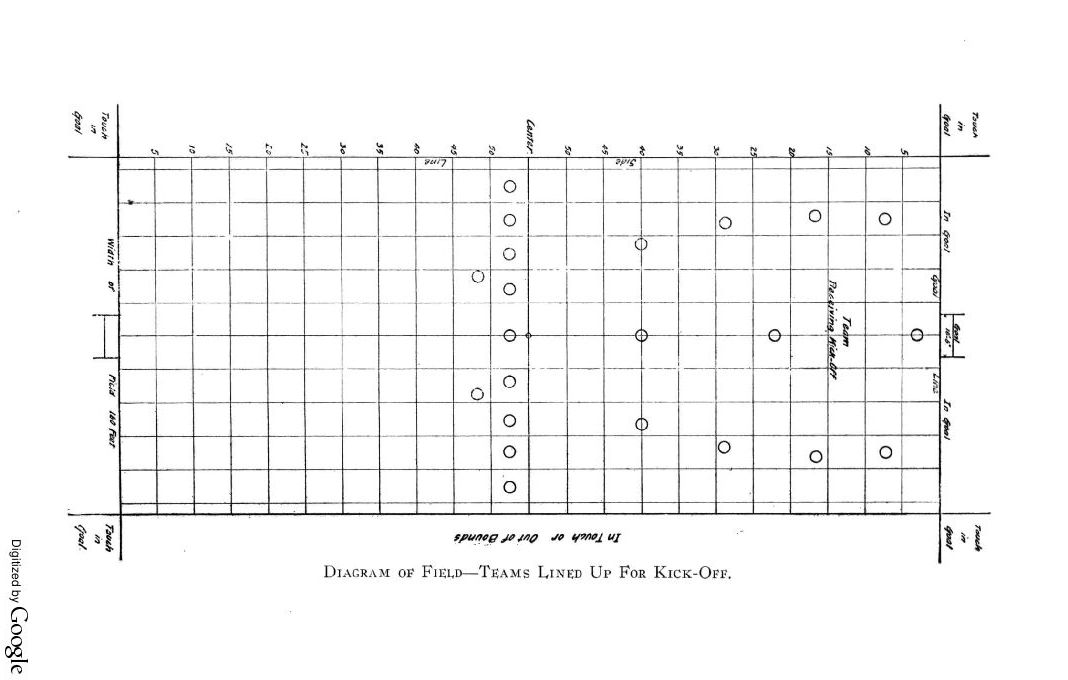 Touch
in
Goal
Touch
in
Goal
Center
5 10 15 20 25 30 35 40 45 50 50 45 40 35 30 25 20 15 10 5
Side
Line
In Goal
Goal
Line
Goal
18'6"
In Goal
Team
Receiving Kick-Off
Width of
Field 160 Feet
Touch
in
Goal.
Touch
in
Goal
In Touch or Out of Bounds
DIAGRAM OF FIELD—TEAMS LINED UP FOR KICK-OFF.
Digitized by Google